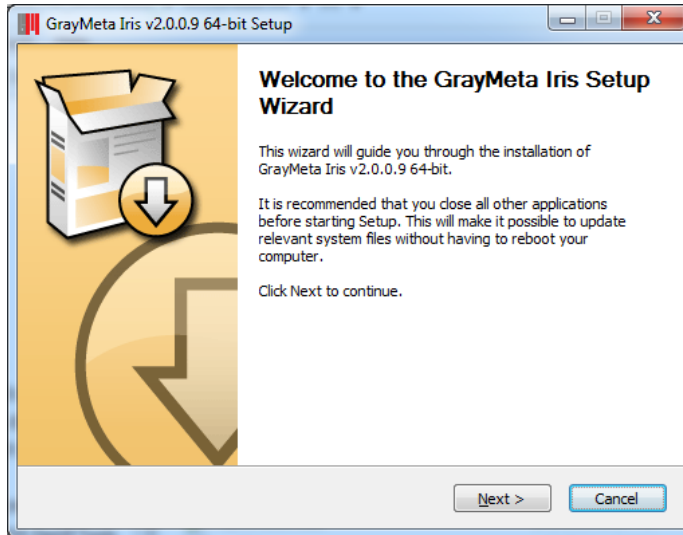 GrayMeta Iris v2.0.0.9 64-bit Setup
Welcome to the GrayMeta Iris Setup
Wizard
This wizard will guide you through the installation of
GrayMeta Iris v2.0.0.9 64-bit.
It is recommended that you close all other applications
before starting Setup. This will make it possible to update
relevant system files without having to reboot your
computer.
Click Next to continue.
Next >
Cancel